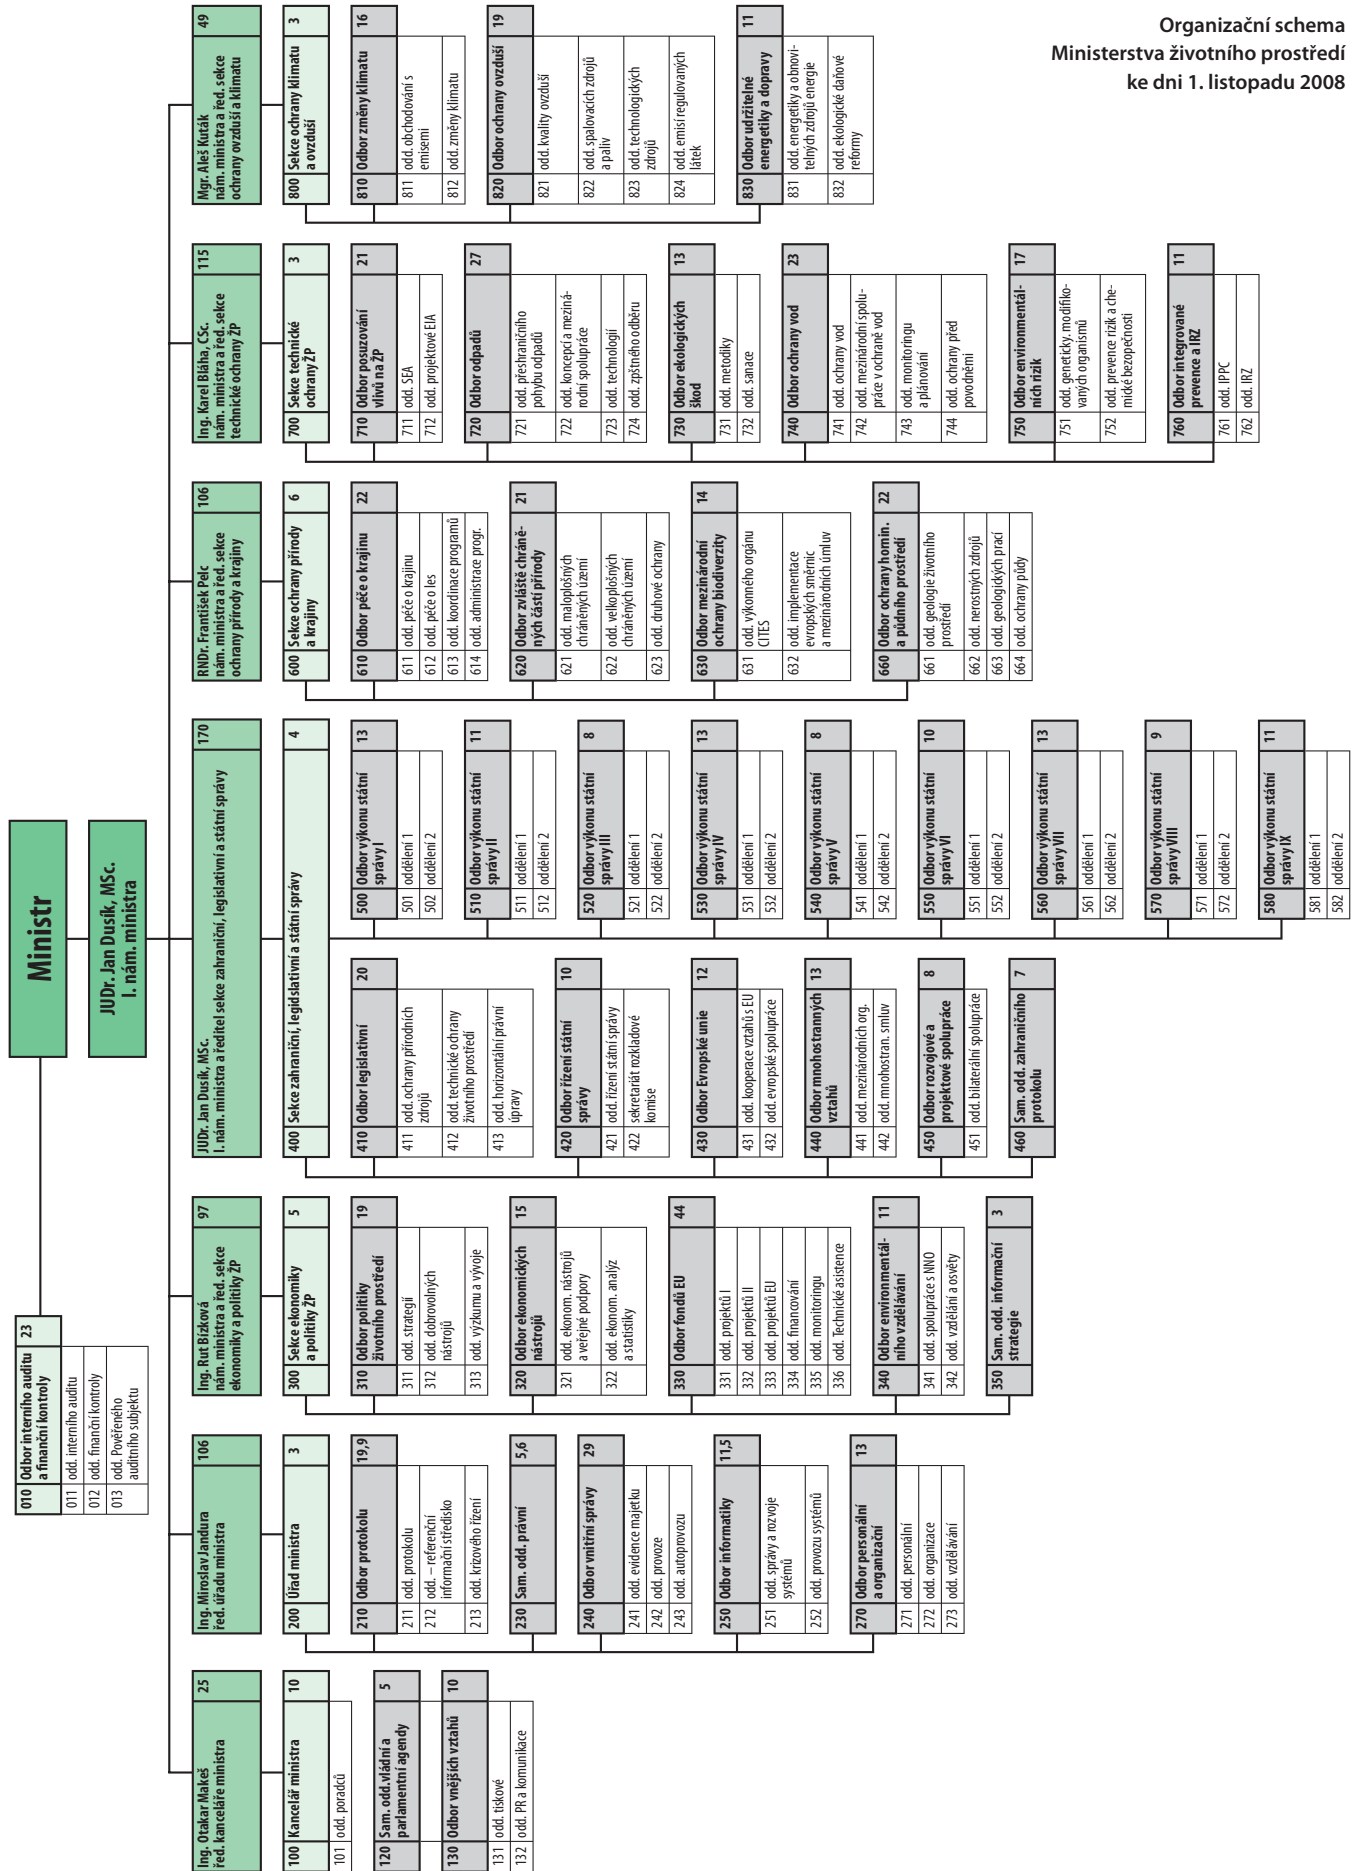 Organizační schema
Ministerstva životního prostředí
ke dni 1. listopadu 2008
Ministr
JUDr. Jan Dusík, MSc.
I. nám. ministra
010 Odbor interního auditu 23
a finanční kontroly
011 odd. interního auditu
012 odd. finanční kontroly
013 odd. Pověřeného
auditního subjektu
Ing. Otakar Makeš 25
řed. kanceláře ministra
100 Kancelář ministra 10
101 odd. poradců
120 Sam. odd.vládní a 5
parlamentní agendy
130 Odbor vnějších vztahů 10
131 odd. tiskové
132 odd. PR a komunikace
Ing. Miroslav Jandura 106
řed. úřadu ministra
200 Úřad ministra 3
210 Odbor protokolu 19,9
211 odd. protokolu
212 odd. – referenční
informační středisko
213 odd. krizového řízení
230 Sam. odd. právní 5,6
240 Odbor vnitřní správy 29
241 odd. evidence majetku
242 odd. provoze
243 odd. autoprovozu
250 Odbor informatiky 11,5
251 odd. správy a rozvoje
systémů
252 odd. provozu systémů
270 Odbor personální 13
a organizační
271 odd. personální
272 odd. organizace
273 odd. vzdělávání
Ing. Rut Bízková 97
nám. ministra a řed. sekce
ekonomiky a politiky ŽP
300 Sekce ekonomiky 5
a politiky ŽP
310 Odbor politiky 19
životního prostředí
311 odd. strategií
312 odd. dobrovolných
nástrojů
313 odd. výzkumu a vývoje
320 Odbor ekonomických 15
nástrojů
321 odd. ekonom. nástrojů
a veřejné podpory
322 odd. ekonom. analýz
a statistiky
330 Odbor fondů EU 44
331 odd. projektů I
332 odd. projektů II
333 odd. projektů EU
334 odd. financování
335 odd. monitoringu
336 odd. Technické asistence
340 Odbor environmentál- 11
ního vzdělávání
341 odd. spolupráce s NNO
342 odd. vzdělání a osvěty
350 Sam. odd. informační 3
strategie
JUDr. Jan Dusík, MSc. 170
I. nám. ministra a ředitel sekce zahraniční, legislativní a státní správy
400 Sekce zahraniční, legidslativní a státní správy 4
410 Odbor legislativní 20
411 odd. ochrany přírodních
zdrojů
412 odd. technické ochrany
životního prostředí
413 odd. horizontální právní
úpravy
420 Odbor řízení státní 10
správy
421 odd. řízení státní správy
422 sekretariát rozkladové
komise
430 Odbor Evropské unie 12
431 odd. kooperace vztahů s EU
432 odd. evropské spolupráce
440 Odbor mnohostranných 13
vztahů
441 odd. mezinárodních org.
442 odd. mnohostran. smluv
450 Odbor rozvojové a 8
projektové spolupráce
451 odd. bilaterální spolupráce
460 Sam. odd. zahraničního 7
protokolu
500 Odbor výkonu státní 13
správy I
501 oddělení 1
502 oddělení 2
510 Odbor výkonu státní 11
správy II
511 oddělení 1
512 oddělení 2
520 Odbor výkonu státní 8
správy III
521 oddělení 1
522 oddělení 2
530 Odbor výkonu státní 13
správy IV
531 oddělení 1
532 oddělení 2
540 Odbor výkonu státní 8
správy V
541 oddělení 1
542 oddělení 2
550 Odbor výkonu státní 10
správy VI
551 oddělení 1
552 oddělení 2
560 Odbor výkonu státní 13
správy VII
561 oddělení 1
562 oddělení 2
570 Odbor výkonu státní 9
správy VIII
571 oddělení 1
572 oddělení 2
580 Odbor výkonu státní 11
správy IX
581 oddělení 1
582 oddělení 2
RNDr. František Pelc 106
nám. ministra a řed. sekce
ochrany přírody a krajiny
600 Sekce ochrany přírody 6
a krajiny
610 Odbor péče o krajinu 22
611 odd. péče o krajinu
612 odd. péče o les
613 odd. koordinace programů
614 odd. administrace progr.
620 Odbor zvláště chráně- 21
ných částí přírody
621 odd. maloplošných
chráněných území
622 odd. velkoplošných
chráněných území
623 odd. druhové ochrany
630 Odbor mezinárodní 14
ochrany biodiverzity
631 odd. výkonného orgánu
CITES
632 odd. implementace
evropských směrnic
a mezinárodních úmluv
660 Odbor ochrany hornin. 22
a půdního prostředí
661 odd. geologie životního
prostředí
662 odd. nerostných zdrojů
663 odd. geologických prací
664 odd. ochrany půdy
Ing. Karel Bláha, CSc. 115
nám. ministra a řed. sekce
technické ochrany ŽP
700 Sekce technické 3
ochrany ŽP
710 Odbor posuzování 21
vlivů na ŽP
711 odd. SEA
712 odd. projektové EIA
720 Odbor odpadů 27
721 odd. přeshraničního
pohybu odpadů
722 odd. koncepcí a meziná-
rodní spolupráce
723 odd. technologií
724 odd. zpštného odběru
730 Odbor ekologických 13
škod
731 odd. metodiky
732 odd. sanace
740 Odbor ochrany vod 23
741 odd. ochrany vod
742 odd. mezinárodní spolu-
práce v ochraně vod
743 odd. monitoringu
a plánování
744 odd. ochrany před
povodněmi
750 Odbor environmentál- 17
ních rizik
751 odd. geneticky. modifiko-
vaných organismů
752 odd. prevence rizik a che-
mické bezpečnosti
760 Odbor integrované 11
prevence a IRZ
761 odd. IPPC
762 odd. IRZ
Mgr. Aleš Kuták 49
nám. ministra a řed. sekce
ochrany ovzduší a klimatu
800 Sekce ochrany klimatu 3
a ovzduší
810 Odbor změny klimatu 16
811 odd. obchodování s
emisemi
812 odd. změny klimatu
820 Odbor ochrany ovzduší 19
821 odd. kvality ovzduší
822 odd. spalovacích zdrojů
a paliv
823 odd. technologických
zdrojů
824 odd. emisí regulovaných
látek
830 Odbor udržitelné 11
energetiky a dopravy
831 odd. energetiky a obnovi-
telných zdrojů energie
832 odd. ekologické daňové
reformy